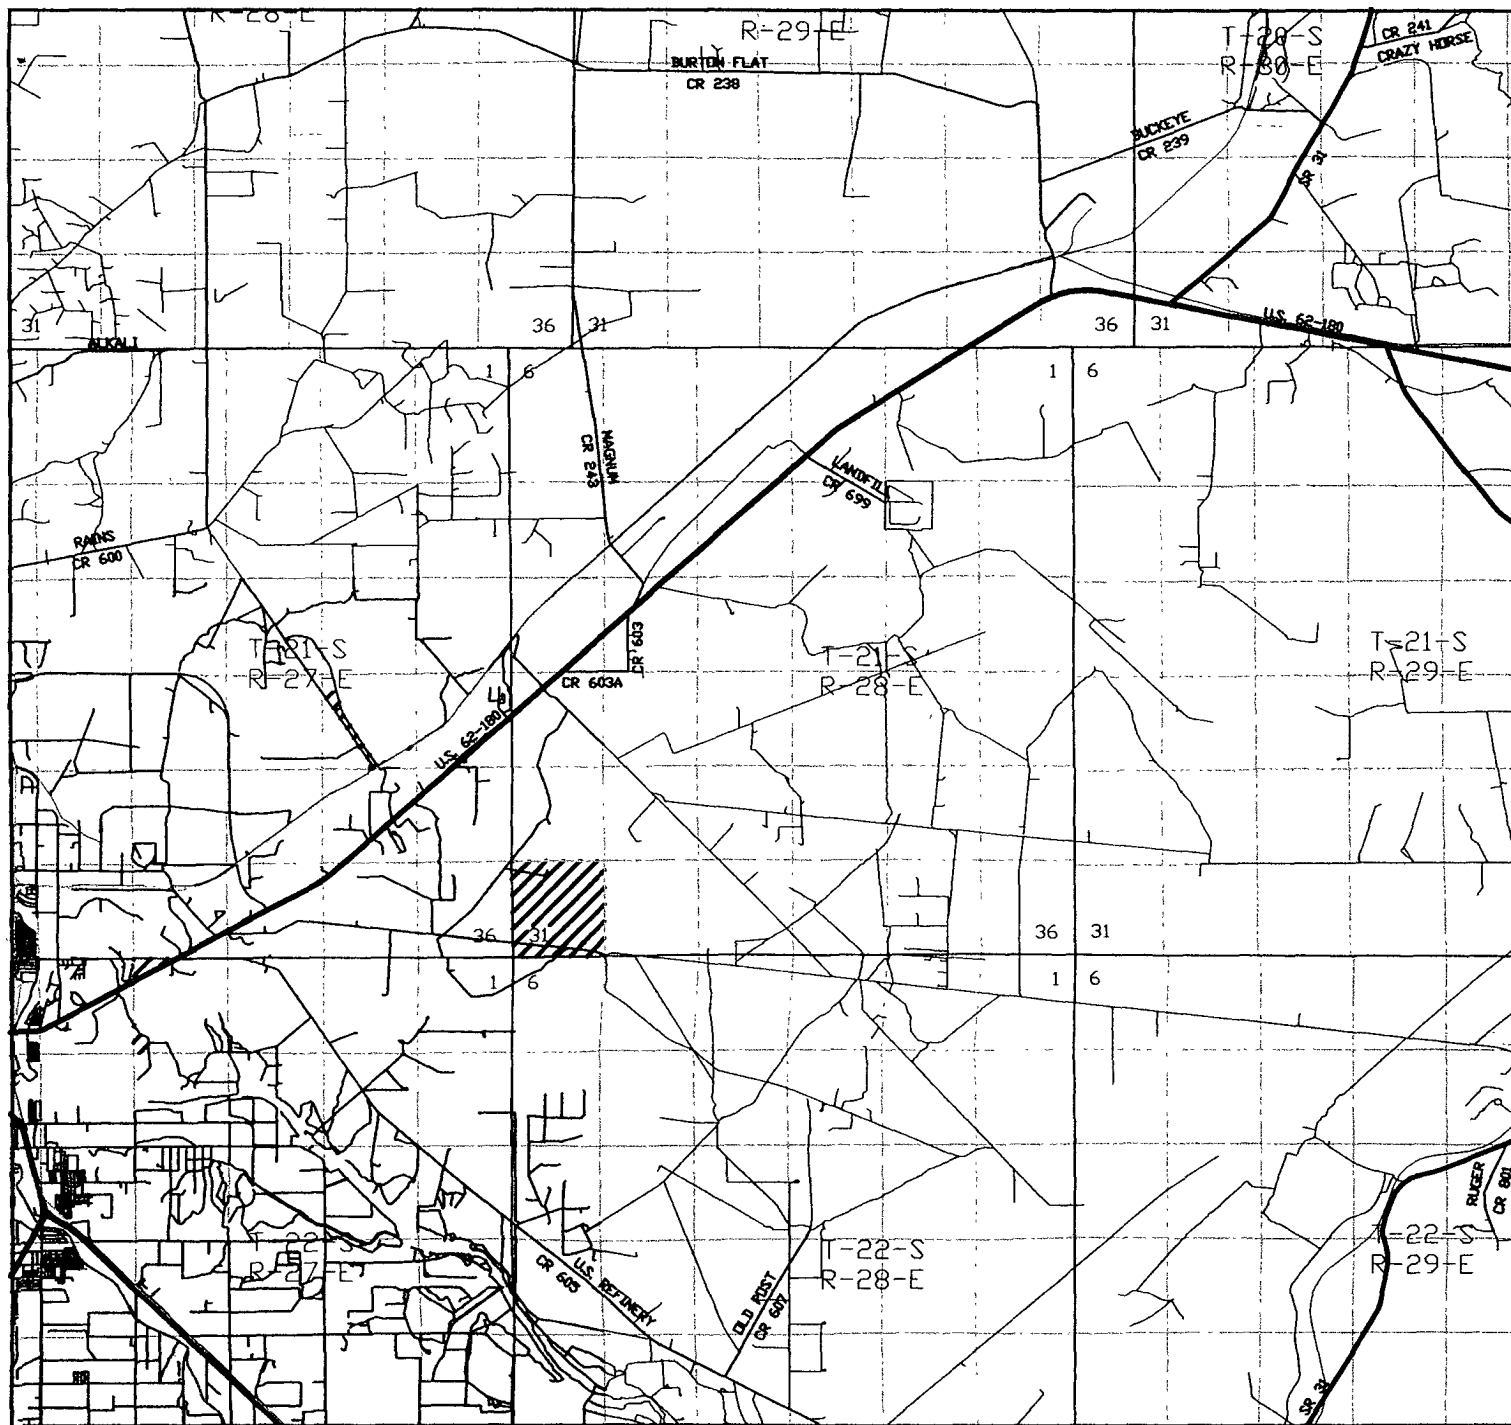 R-28-E
R-29-E
T-20-S
R-30-E
CR 241
CRAZY HORSE
BURTON FLAT
CR 238
BUCKEYE
CR 239
SR 31
31
36
31
36
31
U.S. 62-180
ALKALI
1
6
1
6
MAGNUM
CR 243
LANDFILL
CR 699
RAINS
CR 600
CR 603
T-21-S
R-27-E
T-21-S
R-28-E
T-21-S
R-29-E
CR 603A
U.S. 62-180
36
31
36
31
1
6
1
6
RUGER
CR 801
T-22-S
R-27-E
U.S. REFINERY
CR 605
OLD POST
CR 607
T-22-S
R-28-E
T-22-S
R-29-E
SR 31